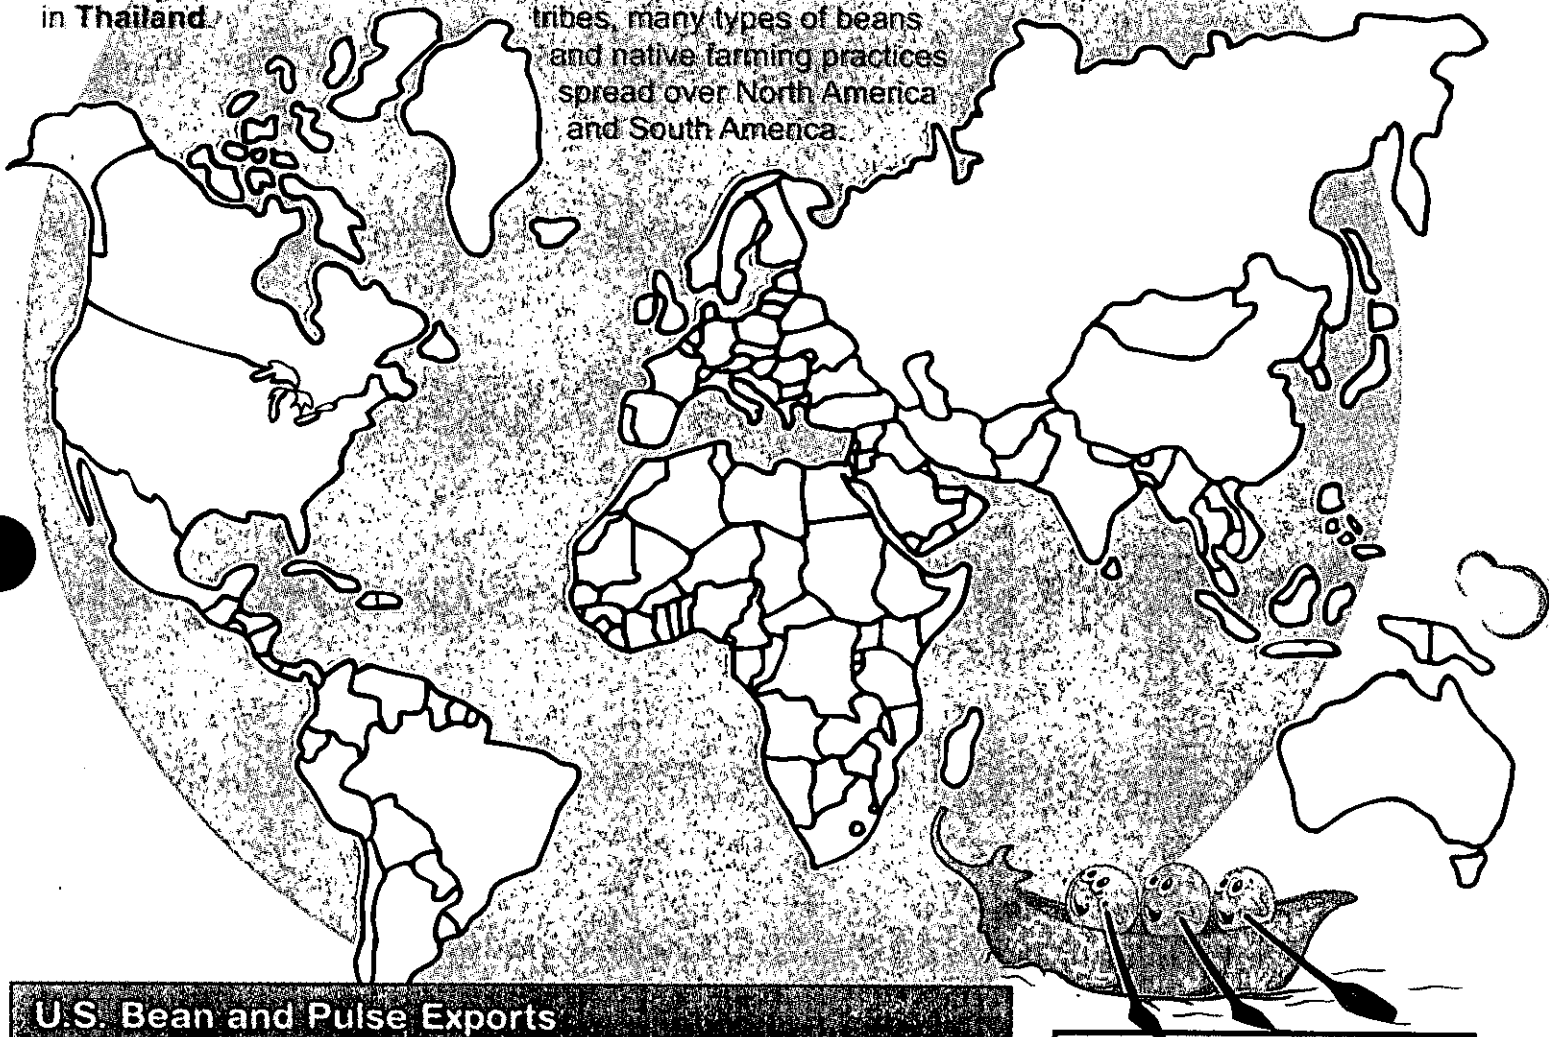 in Thailand.
tribes, many types of beans
and native farming practices
spread over North America
and South America.
U.S. Bean and Pulse Exports